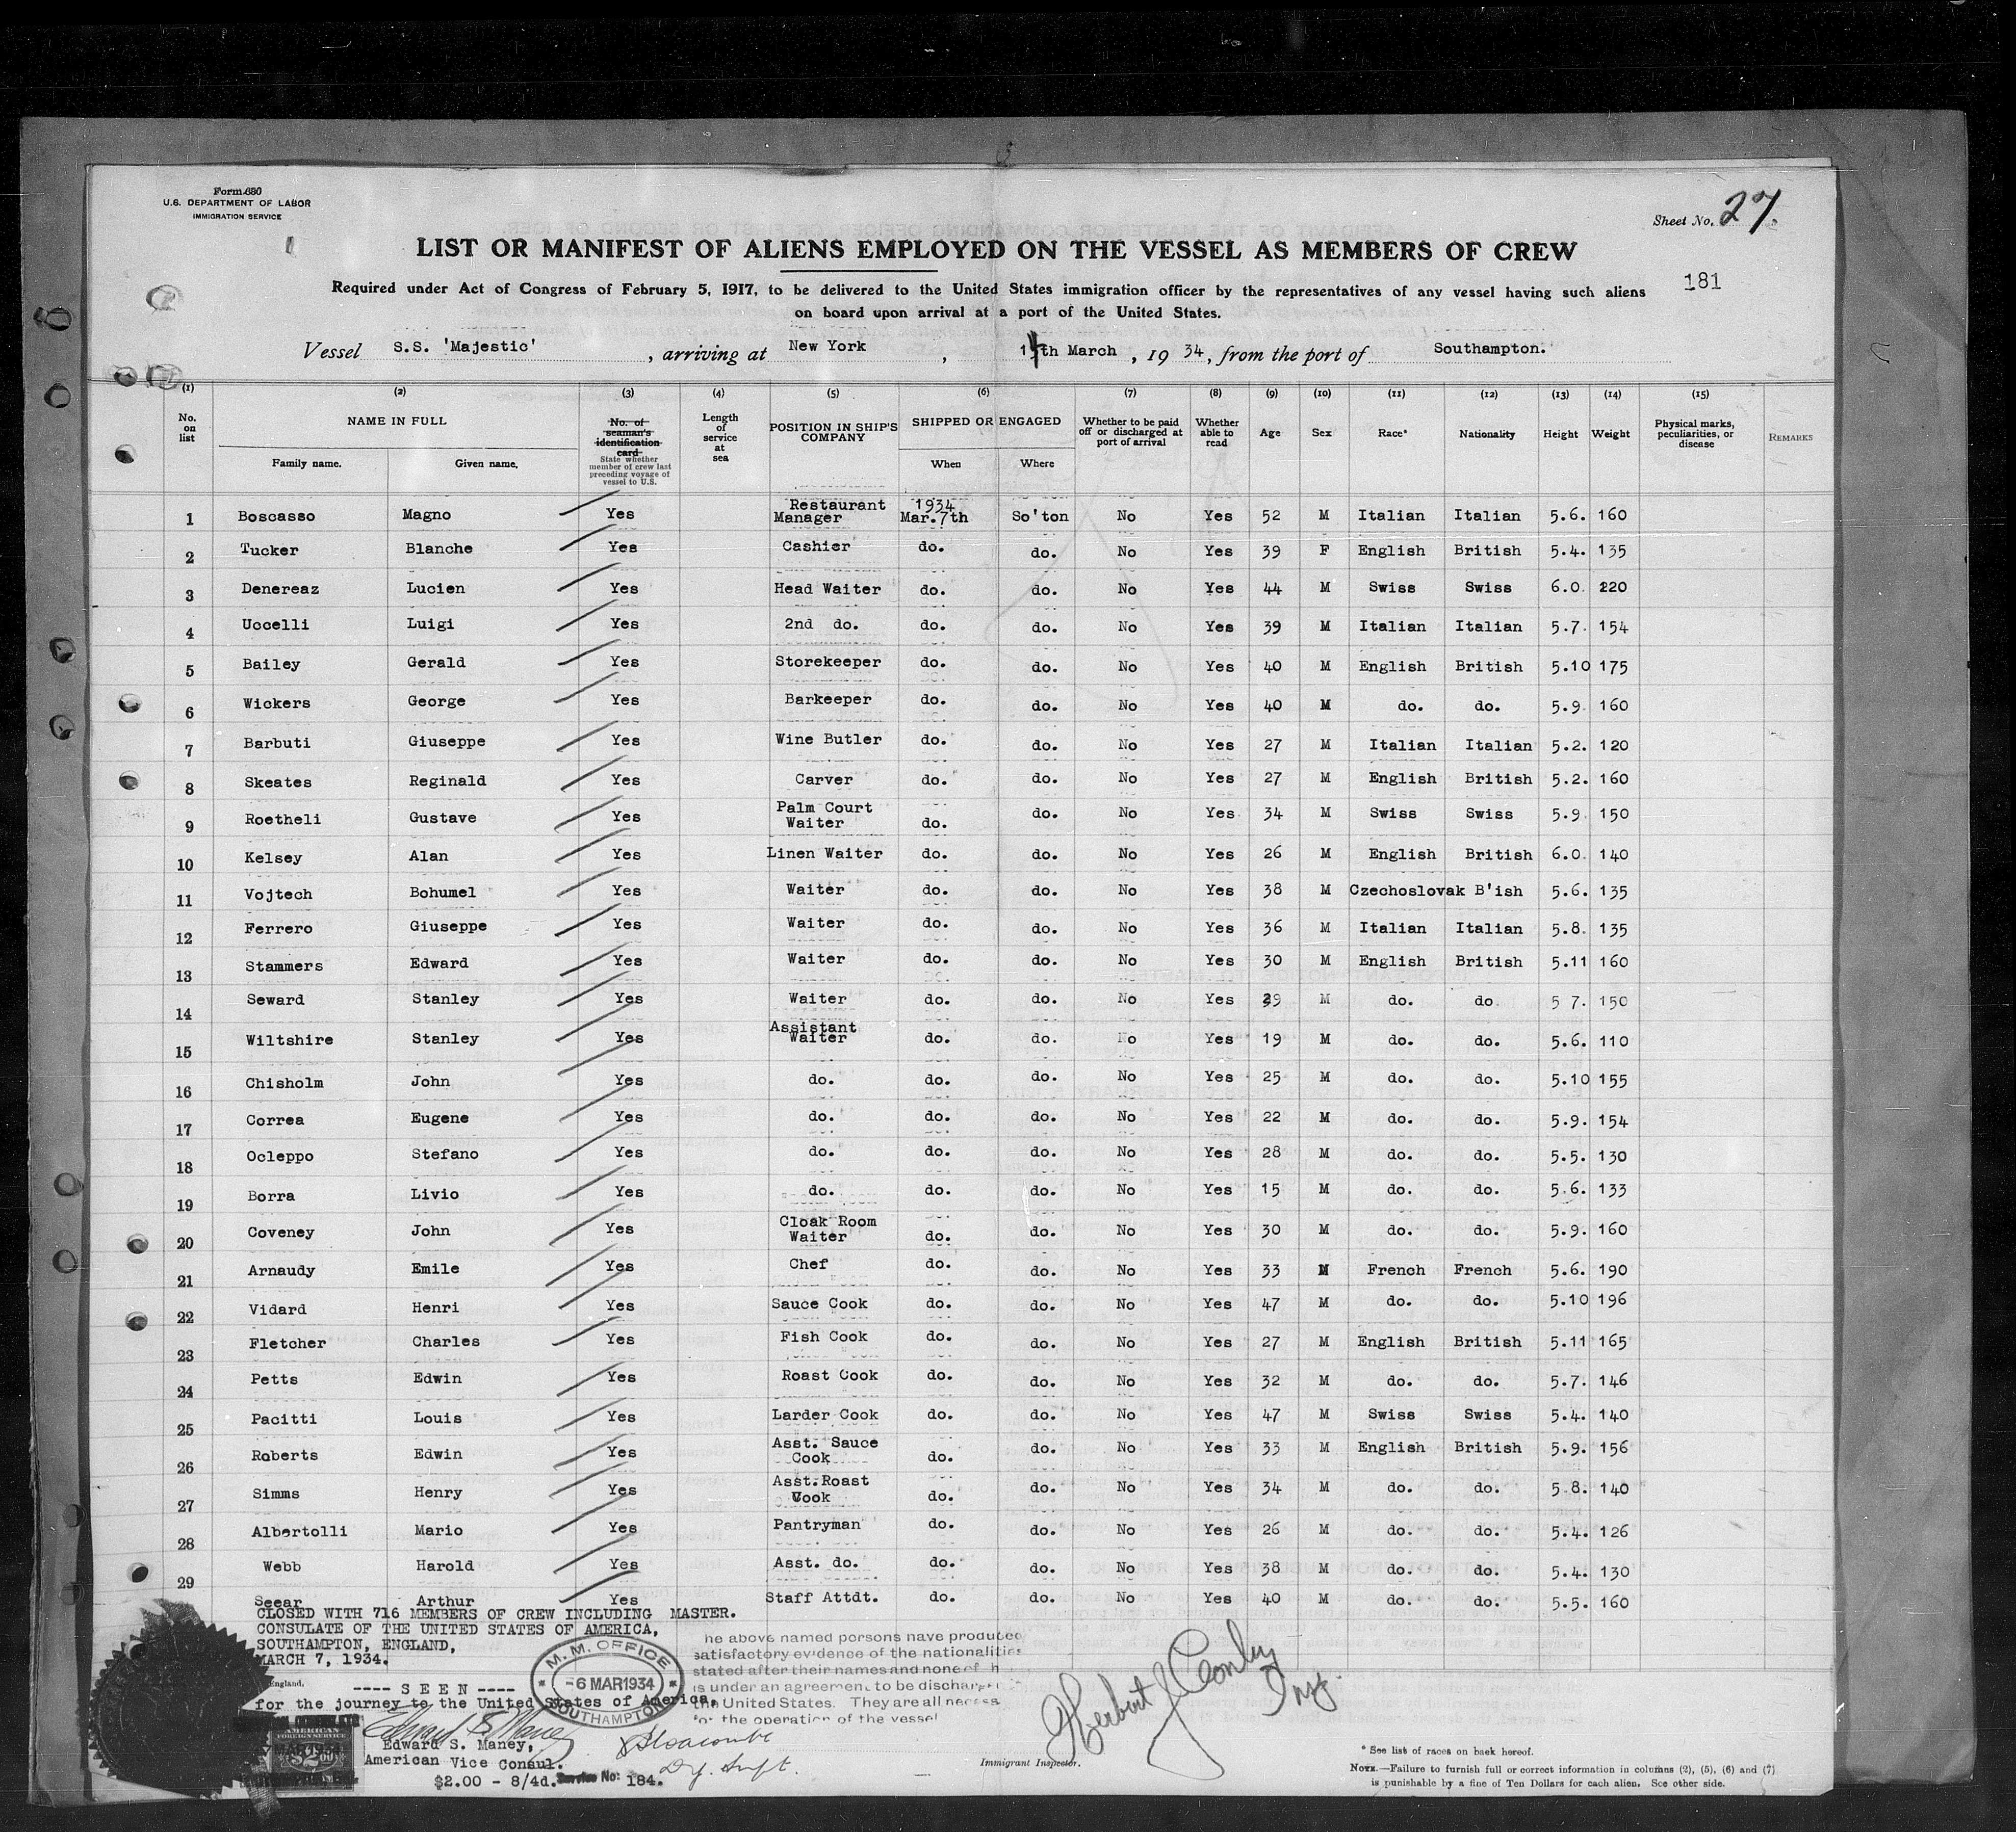 Form 680
U.S. DEPARTMENT OF LABOR
IMMIGRATION SERVICE
Sheet No. 27
LIST OR MANIFEST OF ALIENS EMPLOYED ON THE VESSEL AS MEMBERS OF CREW
181
Required under Act of Congress of February 5, 1917, to be delivered to the United States immigration officer by the representatives of any vessel having such aliens
on board upon arrival at a port of the United States.
Vessel S.S. 'Majestic', arriving at New York, 14th March, 1934, from the port of Southampton.
(1) (2) (3) (4) (5) (6) (7) (8) (9) (10) (11) (12) (13) (14) (15)
No. on list
NAME IN FULL
Family name. Given name.
No. of seaman's identification card
State whether member of crew last preceding voyage of vessel to U.S.
Length of service at sea
POSITION IN SHIP'S COMPANY
SHIPPED OR ENGAGED
When Where
Whether to be paid off or discharged at port of arrival
Whether able to read
Age
Sex
Race*
Nationality
Height
Weight
Physical marks, peculiarities, or disease
REMARKS
1 Boscasso Magno Yes Restaurant Manager 1934 Mar.7th So'ton No Yes 52 M Italian Italian 5.6. 160
2 Tucker Blanche Yes Cashier do. do. No Yes 39 F English British 5.4. 135
3 Denereaz Lucien Yes Head Waiter do. do. No Yes 44 M Swiss Swiss 6.0. 220
4 Uccelli Luigi Yes 2nd do. do. do. No Yes 39 M Italian Italian 5.7. 154
5 Bailey Gerald Yes Storekeeper do. do. No Yes 40 M English British 5.10 175
6 Wickers George Yes Barkeeper do. do. No Yes 40 M do. do. 5.9. 160
7 Barbuti Giuseppe Yes Wine Butler do. do. No Yes 27 M Italian Italian 5.2. 120
8 Skeates Reginald Yes Carver do. do. No Yes 27 M English British 5.2. 160
9 Roetheli Gustave Yes Palm Court Waiter do. do. No Yes 34 M Swiss Swiss 5.9. 150
10 Kelsey Alan Yes Linen Waiter do. do. No Yes 26 M English British 6.0. 140
11 Vojtech Bohumel Yes Waiter do. do. No Yes 38 M Czechoslovak B'ish 5.6. 135
12 Ferrero Giuseppe Yes Waiter do. do. No Yes 36 M Italian Italian 5.8. 135
13 Stammers Edward Yes Waiter do. do. No Yes 30 M English British 5.11 160
14 Seward Stanley Yes Waiter do. do. No Yes 29 M do. do 5 7. 150
15 Wiltshire Stanley Yes Assistant Waiter do. do. No Yes 19 M do. do. 5.6. 110
16 Chisholm John Yes do. do. do. No Yes 25 M do. do. 5.10 155
17 Correa Eugene Yes do. do. do. No Yes 22 M do. do. 5.9. 154
18 Ocleppo Stefano Yes do. do. do. No Yes 28 M do. do. 5.5. 130
19 Borra Livio Yes do. do. do. No Yes 15 M do. do. 5.6. 133
20 Coveney John Yes Cloak Room Waiter do. do. No Yes 30 M do. do. 5.9. 160
21 Arnaudy Emile Yes Chef do. do. No Yes 33 M French French 5.6. 190
22 Vidard Henri Yes Sauce Cook do. do. No Yes 47 M do. do. 5.10 196
23 Fletcher Charles Yes Fish Cook do. do. No Yes 27 M English British 5.11 165
24 Petts Edwin Yes Roast Cook do. do. No Yes 32 M do. do. 5.7. 146
25 Pacitti Louis Yes Larder Cook do. do. No Yes 47 M Swiss Swiss 5.4. 140
26 Roberts Edwin Yes Asst. Sauce Cook do. do. No Yes 33 M English British 5.9. 156
27 Simms Henry Yes Asst.Roast Cook do. do. No Yes 34 M do. do. 5.8. 140
28 Albertolli Mario Yes Pantryman do. do. No Yes 26 M do. do. 5.4. 126
29 Webb Harold Yes Asst. do. do. do. No Yes 38 M do. do. 5.4. 130
Seear Arthur Yes Staff Attdt. do. do. No Yes 40 M do. do. 5.5. 160
CLOSED WITH 716 MEMBERS OF CREW INCLUDING MASTER.
CONSULATE OF THE UNITED STATES OF AMERICA,
SOUTHAMPTON, ENGLAND,
MARCH 7, 1934.
England.
---- SEEN ----
for the journey to the United States of America,
Edward S. Maney
Edward S. Maney,
American Vice Consul.
$2.00 - 8/4d. Service No: 184.
AMERICAN FOREIGN SERVICE
M.M. OFFICE
-6 MAR 1934
SOUTHAMPTON
he above named persons have produced
satisfactory evidence of the nationalities
stated after their names and none of h
is under an agreement to be discharge
the United States. They are all necessa
for the operation of the vessel
Herbert J Conley Insp.
Immigrant Inspector.
* See list of races on back hereof.
NOTE.—Failure to furnish full or correct information in columns (2), (5), (6) and (7)
is punishable by a fine of Ten Dollars for each alien. See other side.